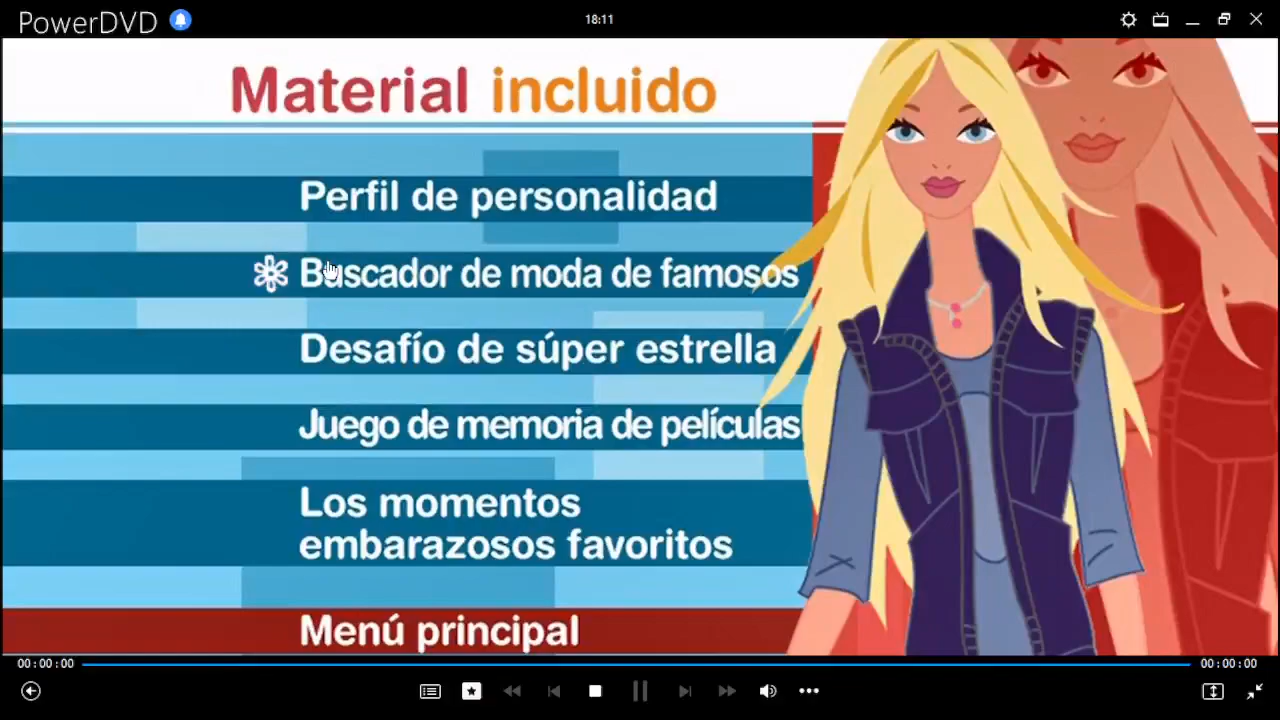 PowerDVD
18:11
Material incluido
Perfil de personalidad
Buscador de moda de famosos
Desafío de súper estrella
Juego de memoria de películas
Los momentos
embarazosos favoritos
Menú principal
00:00:00
00:00:00